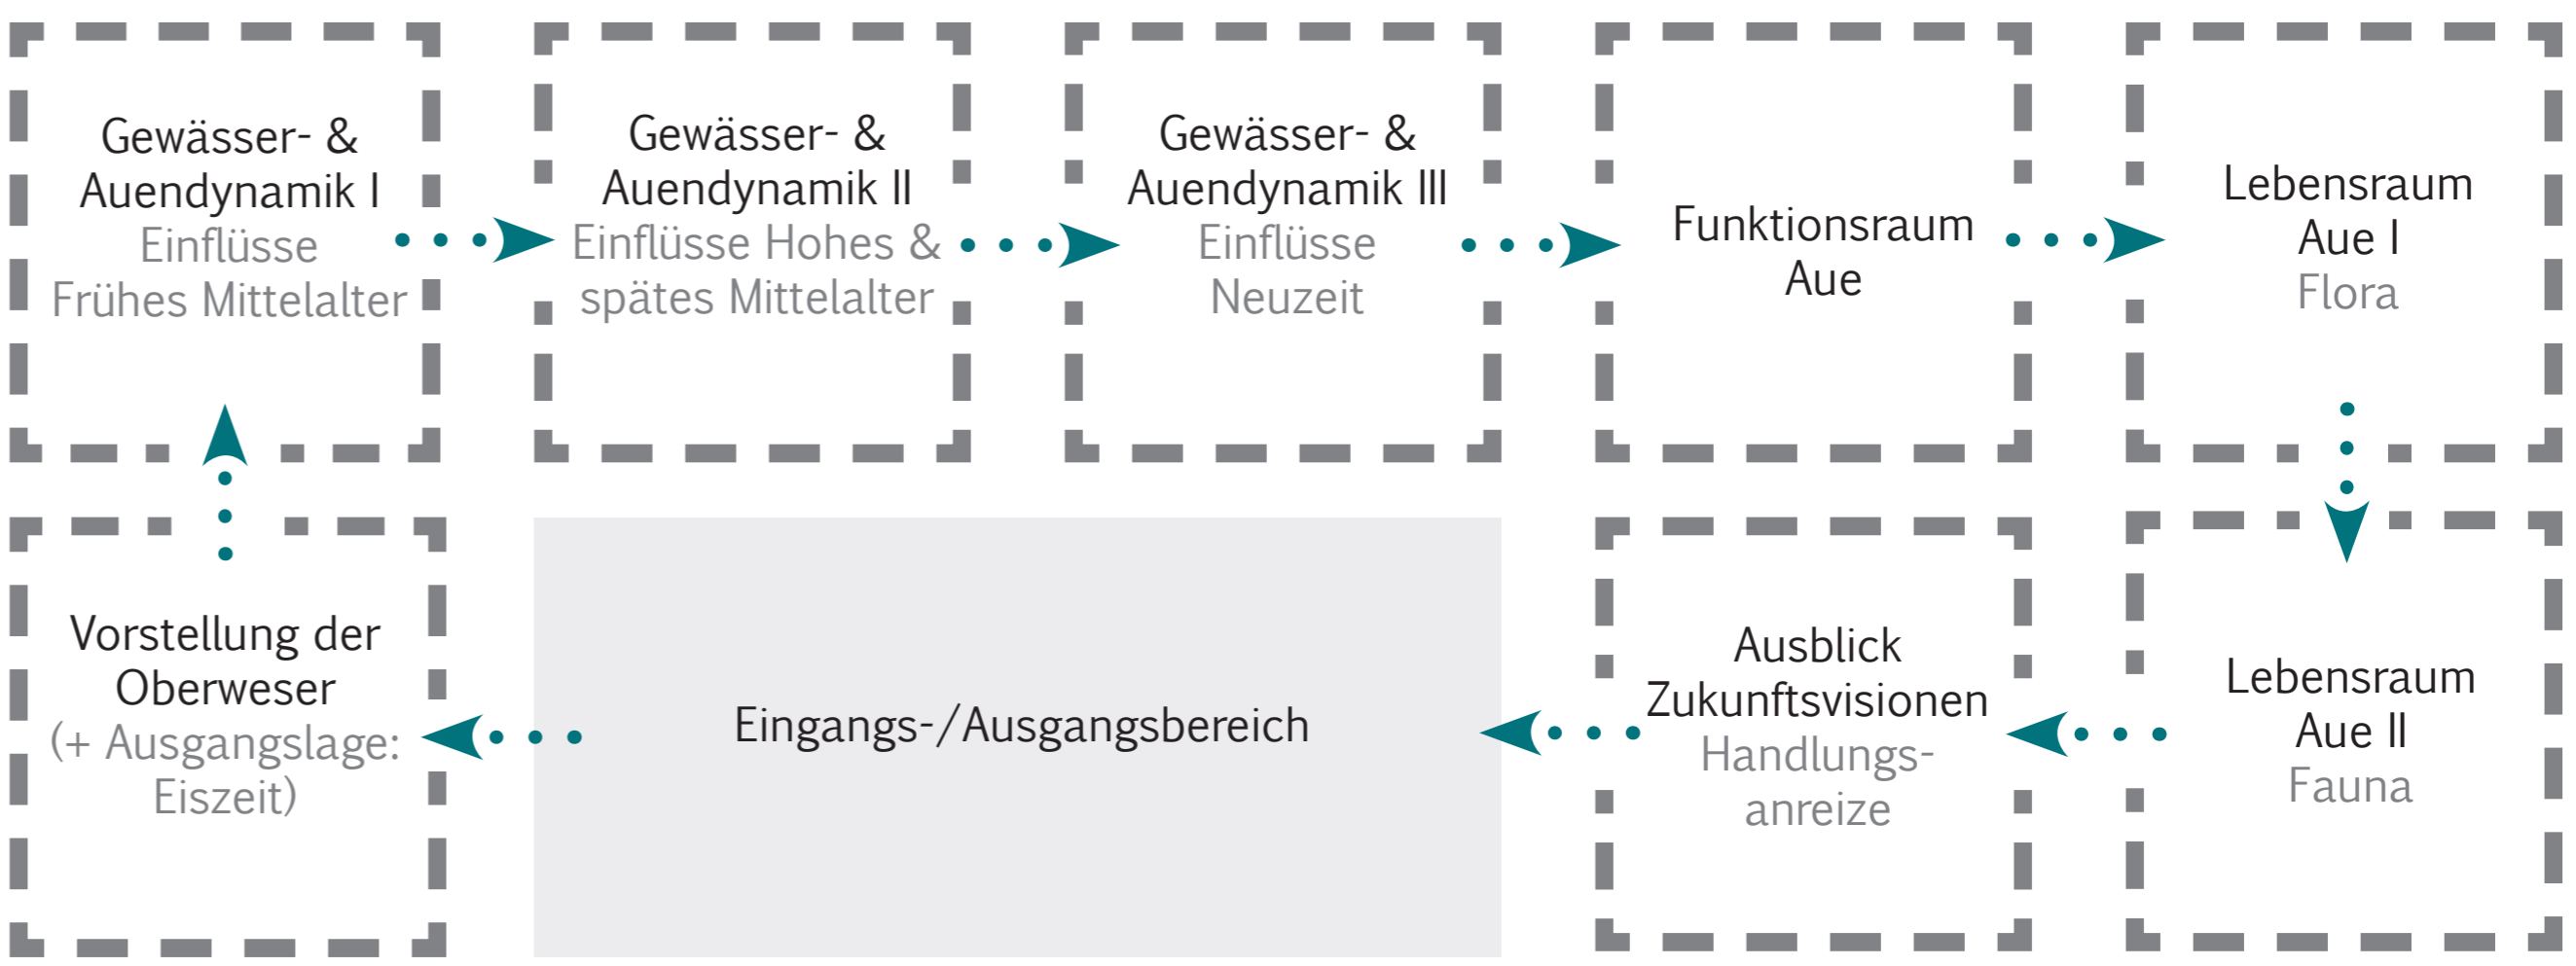 Gewässer- &
Auendynamik I
Einflüsse
Frühes Mittelalter
Gewässer- &
Auendynamik II
Einflüsse Hohes &
spätes Mittelalter
Gewässer- &
Auendynamik III
Einflüsse
Neuzeit
Funktionsraum
Aue
Lebensraum
Aue I
Flora
Vorstellung der
Oberweser
(+ Ausgangslage:
Eiszeit)
Eingangs-/Ausgangsbereich
Ausblick
Zukunftsvisionen
Handlungs-
anreize
Lebensraum
Aue II
Fauna